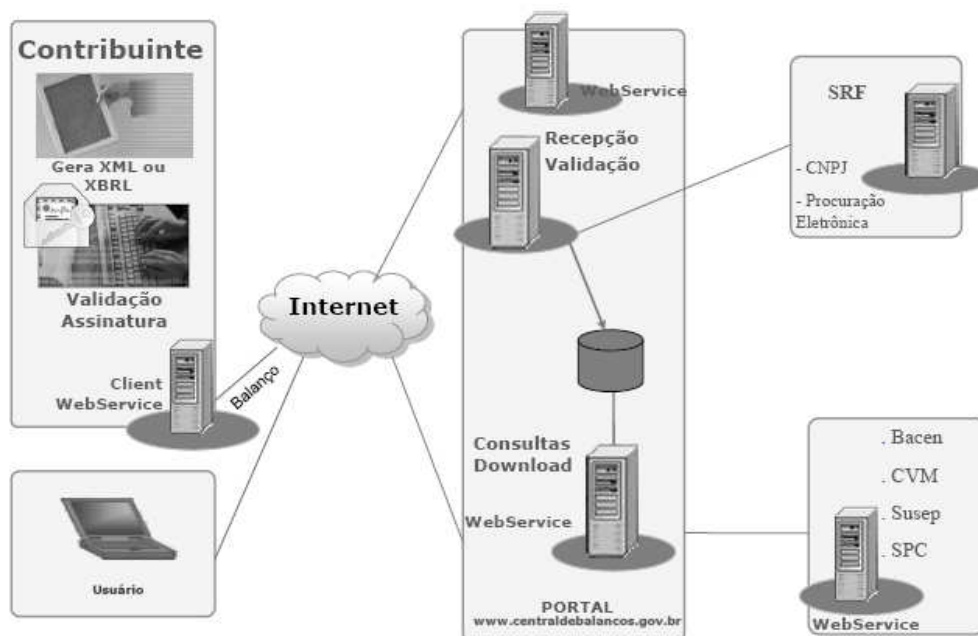 Contribuinte
Gera XML ou
XBRL
Validação
Assinatura
Client
WebService
Balanço
Usuário
Internet
WebService
Recepção
Validação
Consultas
Download
WebService
PORTAL
www.centraldebalancos.gov.br
SRF
- CNPJ
- Procuração
Eletrônica
. Bacen
. CVM
. Susep
. SPC
WebService